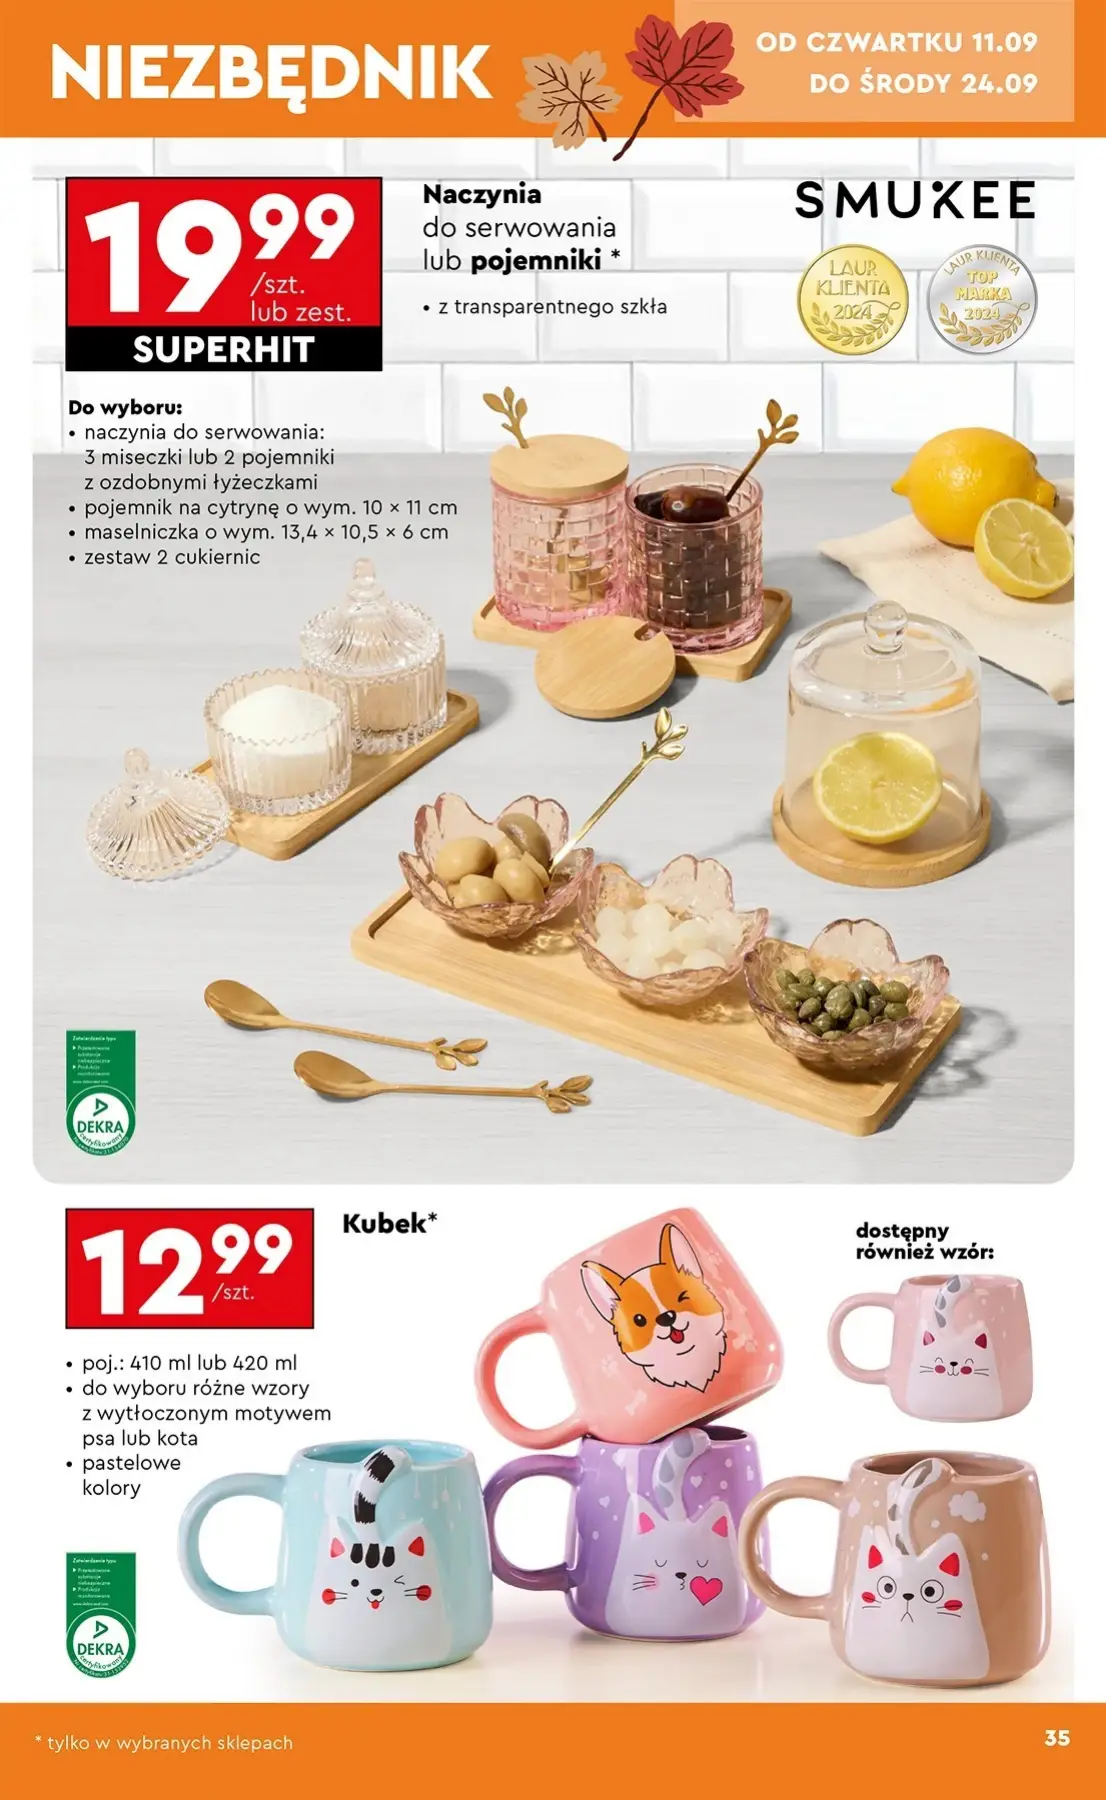 NIEZBĘDNIK
OD CZWARTKU 11.09
DO ŚRODY 24.09
19.99
/szt.
lub zest.
SUPERHIT
Naczynia
do serwowania
lub pojemniki *
• z transparentnego szkła
SMUKEE
LAUR
KLIENTA
2024
LAUR KLIENTA
TOP
MARKA
2024
Do wyboru:
• naczynia do serwowania:
3 miseczki lub 2 pojemniki
z ozdobnymi łyżeczkami
• pojemnik na cytrynę o wym. 10 × 11 cm
• maselniczka o wym. 13,4 × 10,5 × 6 cm
• zestaw 2 cukiernic
DEKRA
certyfikowany
12.99
/szt.
Kubek*
dostępny
również wzór:
• poj.: 410 ml lub 420 ml
• do wyboru różne wzory
z wytłoczonym motywem
psa lub kota
• pastelowe
kolory
DEKRA
certyfikowany
* tylko w wybranych sklepach
35